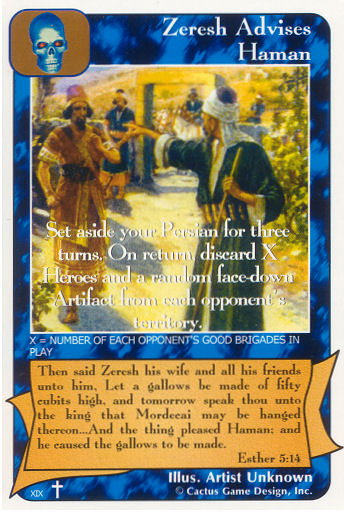 Zeresh Advises
Haman
Set aside your Persian for three
turns. On return, discard X
Heroes and a random face-down
Artifact from each opponent's
territory.
X = NUMBER OF EACH OPPONENT'S GOOD BRIGADES IN
PLAY
Then said Zeresh his wife and all his friends
unto him, Let a gallows be made of fifty
cubits high, and tomorrow speak thou unto
the king that Mordecai may be hanged
thereon...And the thing pleased Haman; and
he caused the gallows to be made.
Esther 5:14
Illus. Artist Unknown
XIX
© Cactus Game Design, Inc.